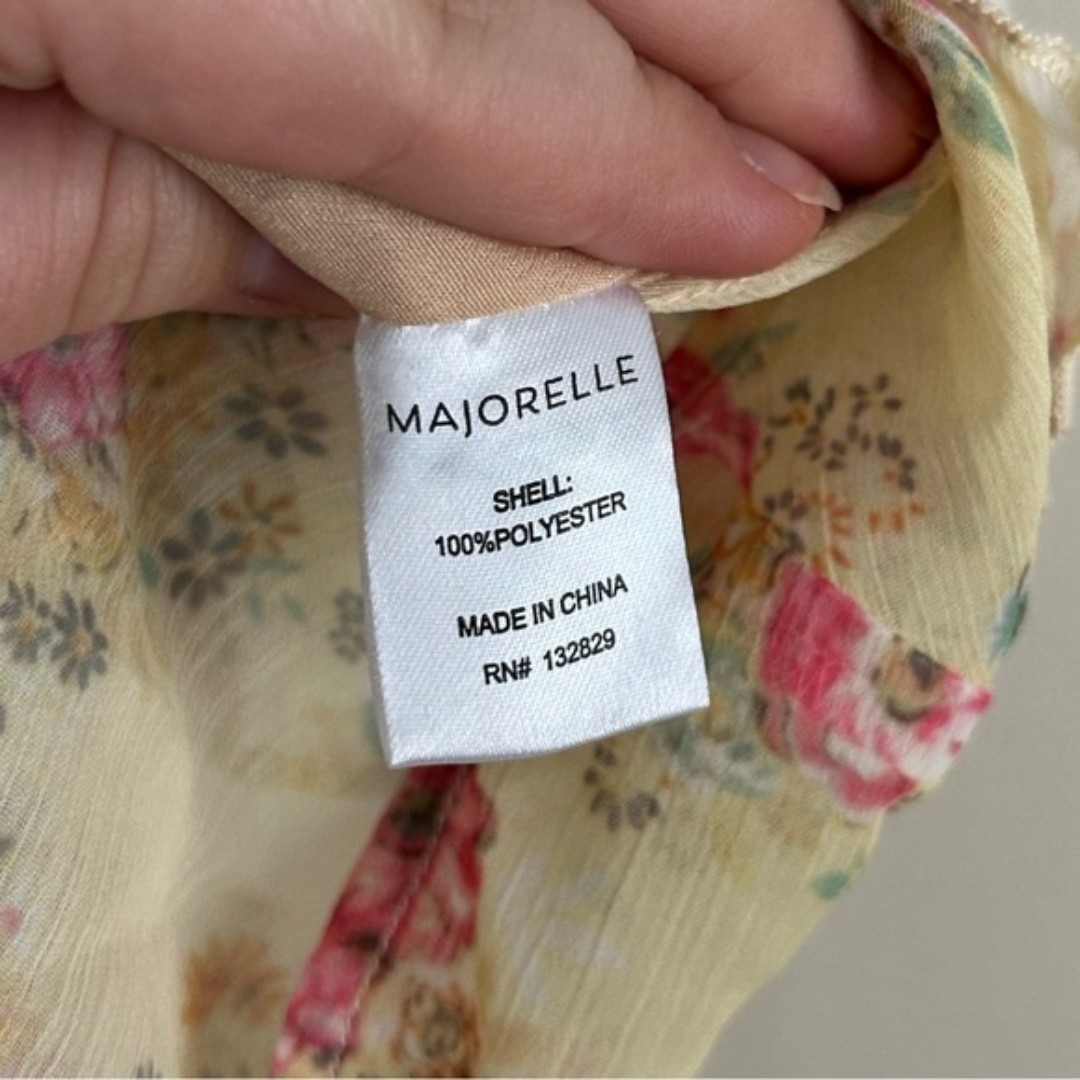 MAJORELLE
SHELL:
100%POLYESTER
MADE IN CHINA
RN# 132829